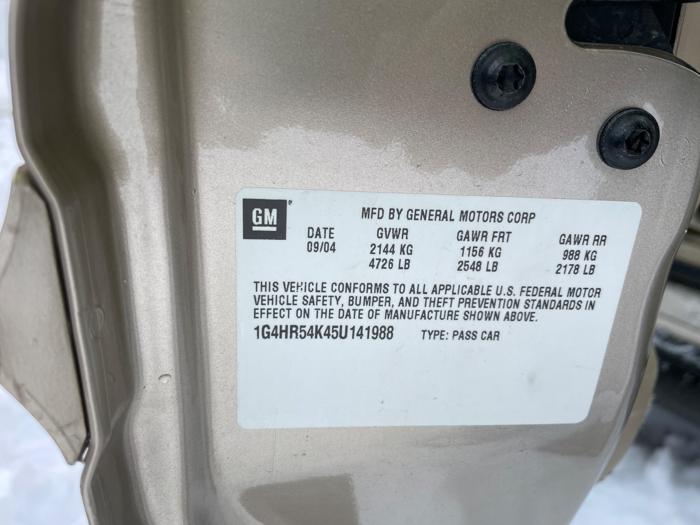 GM MFD BY GENERAL MOTORS CORP
DATE GVWR GAWR FRT GAWR RR
09/04 2144 KG 1156 KG 988 KG
4726 LB 2548 LB 2178 LB
THIS VEHICLE CONFORMS TO ALL APPLICABLE U.S. FEDERAL MOTOR
VEHICLE SAFETY, BUMPER, AND THEFT PREVENTION STANDARDS IN
EFFECT ON THE DATE OF MANUFACTURE SHOWN ABOVE.
1G4HR54K45U141988 TYPE: PASS CAR